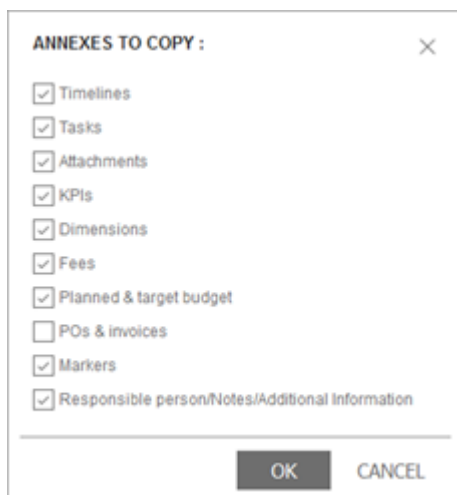 ANNEXES TO COPY :
Timelines
Tasks
Attachments
KPIs
Dimensions
Fees
Planned & target budget
POs & invoices
Markers
Responsible person/Notes/Additional Information
OK CANCEL